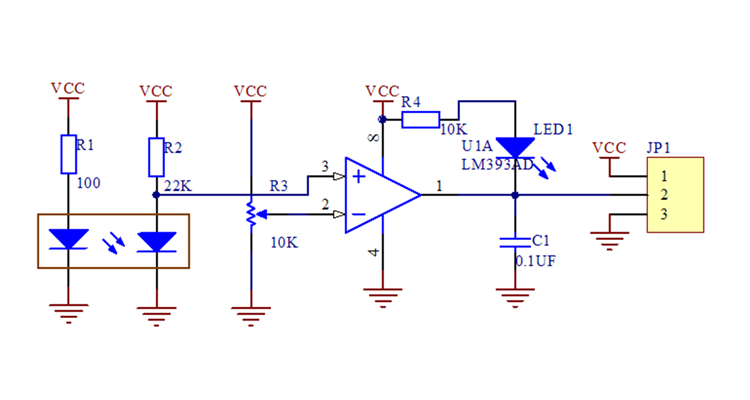 VCC
VCC
VCC
VCC
R4
10K
LED1
8
U1A
LM393AD
VCC
JP1
R1
R2
100
22K
R3
10K
3
+
2
−
1
4
1
2
3
C1
0.1UF